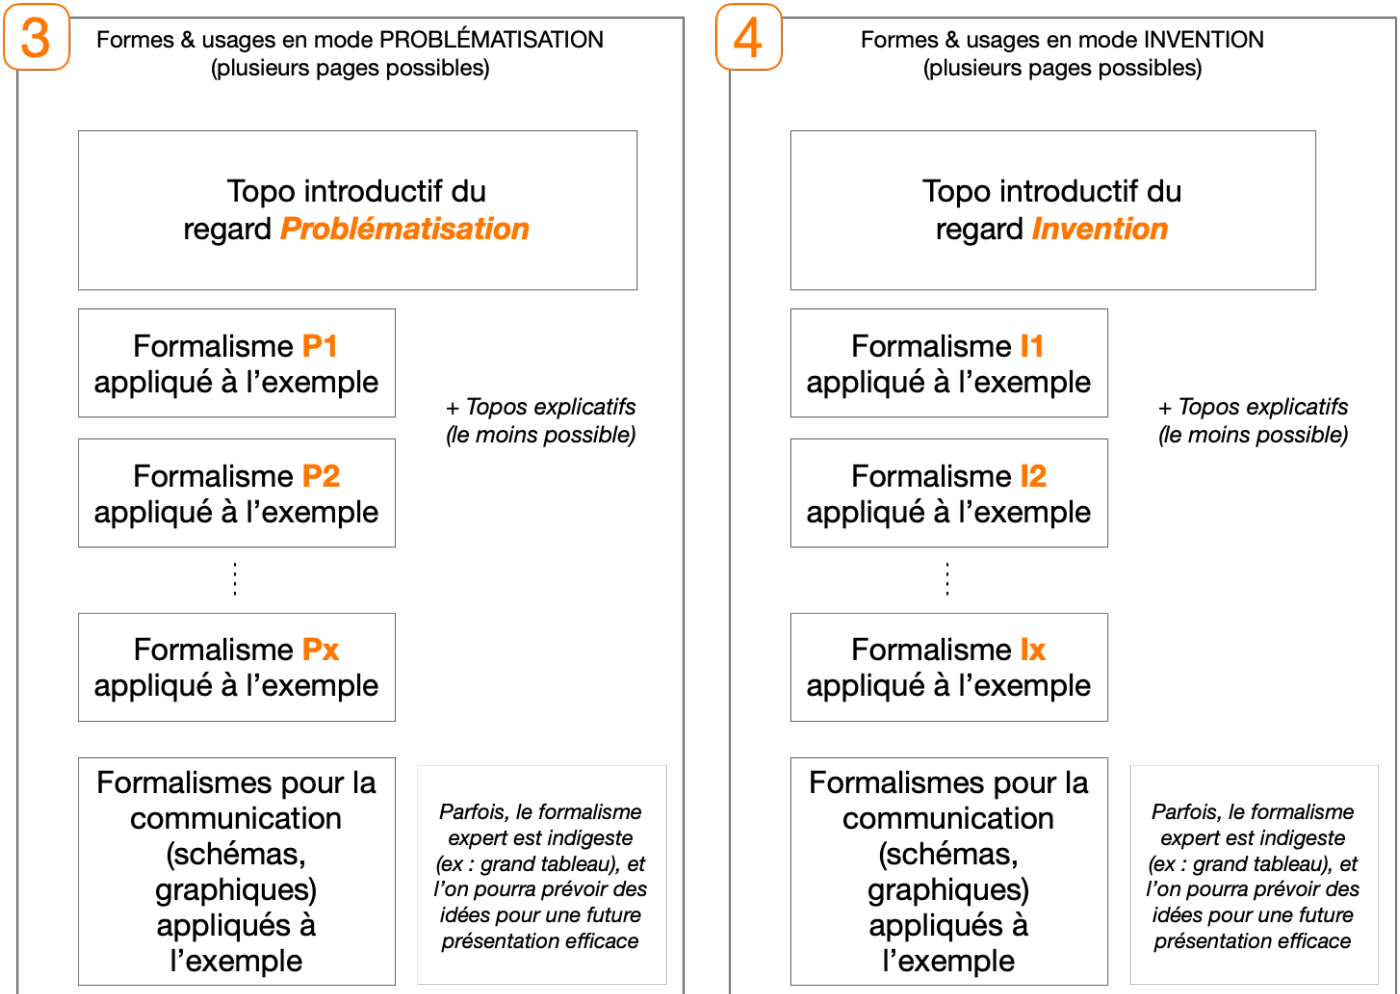 3
Formes & usages en mode PROBLÉMATISATION
(plusieurs pages possibles)
Topo introductif du
regard Problématisation
Formalisme P1
appliqué à l’exemple
+ Topos explicatifs
(le moins possible)
Formalisme P2
appliqué à l’exemple
Formalisme Px
appliqué à l’exemple
Formalismes pour la
communication
(schémas,
graphiques)
appliqués à
l’exemple
Parfois, le formalisme
expert est indigeste
(ex : grand tableau), et
l’on pourra prévoir des
idées pour une future
présentation efficace
4
Formes & usages en mode INVENTION
(plusieurs pages possibles)
Topo introductif du
regard Invention
Formalisme I1
appliqué à l’exemple
+ Topos explicatifs
(le moins possible)
Formalisme I2
appliqué à l’exemple
Formalisme Ix
appliqué à l’exemple
Formalismes pour la
communication
(schémas,
graphiques)
appliqués à
l’exemple
Parfois, le formalisme
expert est indigeste
(ex : grand tableau), et
l’on pourra prévoir des
idées pour une future
présentation efficace